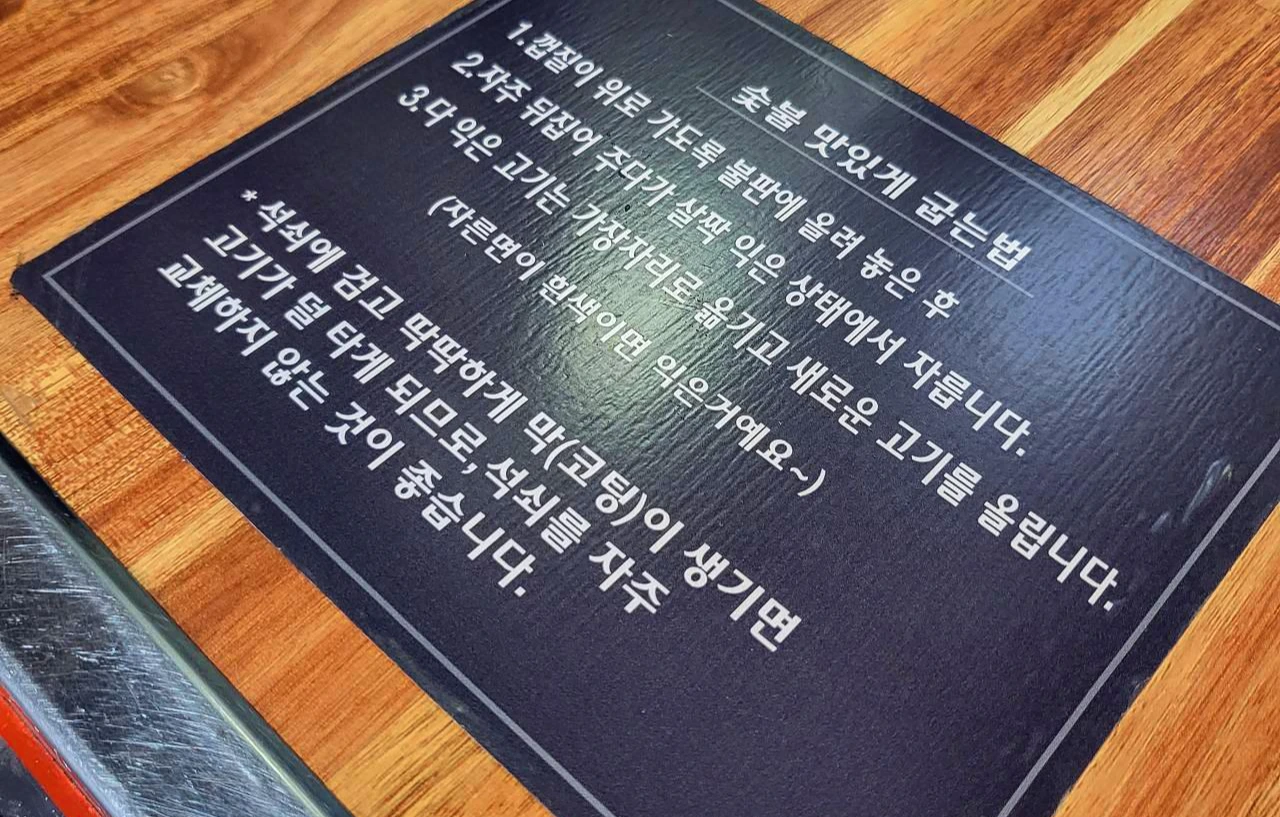 숯불 맛있게 굽는법
1.껍질이 위로 가도록 불판에 올려 놓은 후
2.자주 뒤집어 주다가 살짝 익은 상태에서 자릅니다.
3.다 익은 고기는 가장자리로 옮기고 새로운 고기를 올립니다.
(자른면이 흰색이면 익은거예요~)
* 석쇠에 검고 딱딱하게 막(코팅)이 생기면
고기가 덜 타게 되므로, 석쇠를 자주
교체하지 않는 것이 좋습니다.